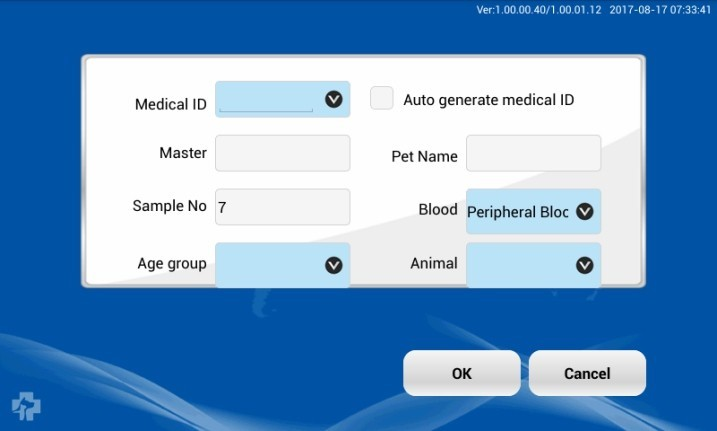 Ver:1.00.00.40/1.00.01.12 2017-08-17 07:33:41
Medical ID Auto generate medical ID
Master Pet Name
Sample No 7 Blood Peripheral Bloc
Age group Animal
OK Cancel